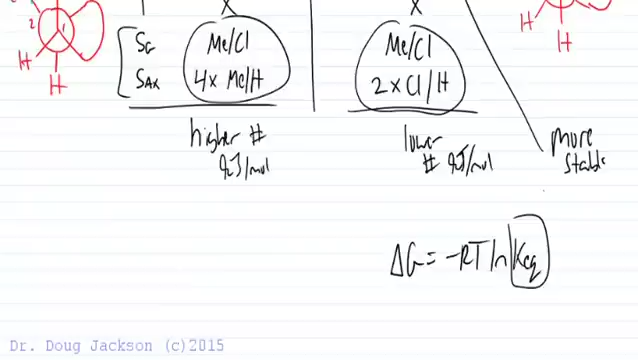 2
1
H
H
H
H
SG
Me/Cl
Me/Cl
SAX
4x Me/H
2x Cl/H
higher #
kJ/mol
lower
# kJ/mol
more
stable
ΔG = -RT ln Keq
Dr. Doug Jackson (c)2015